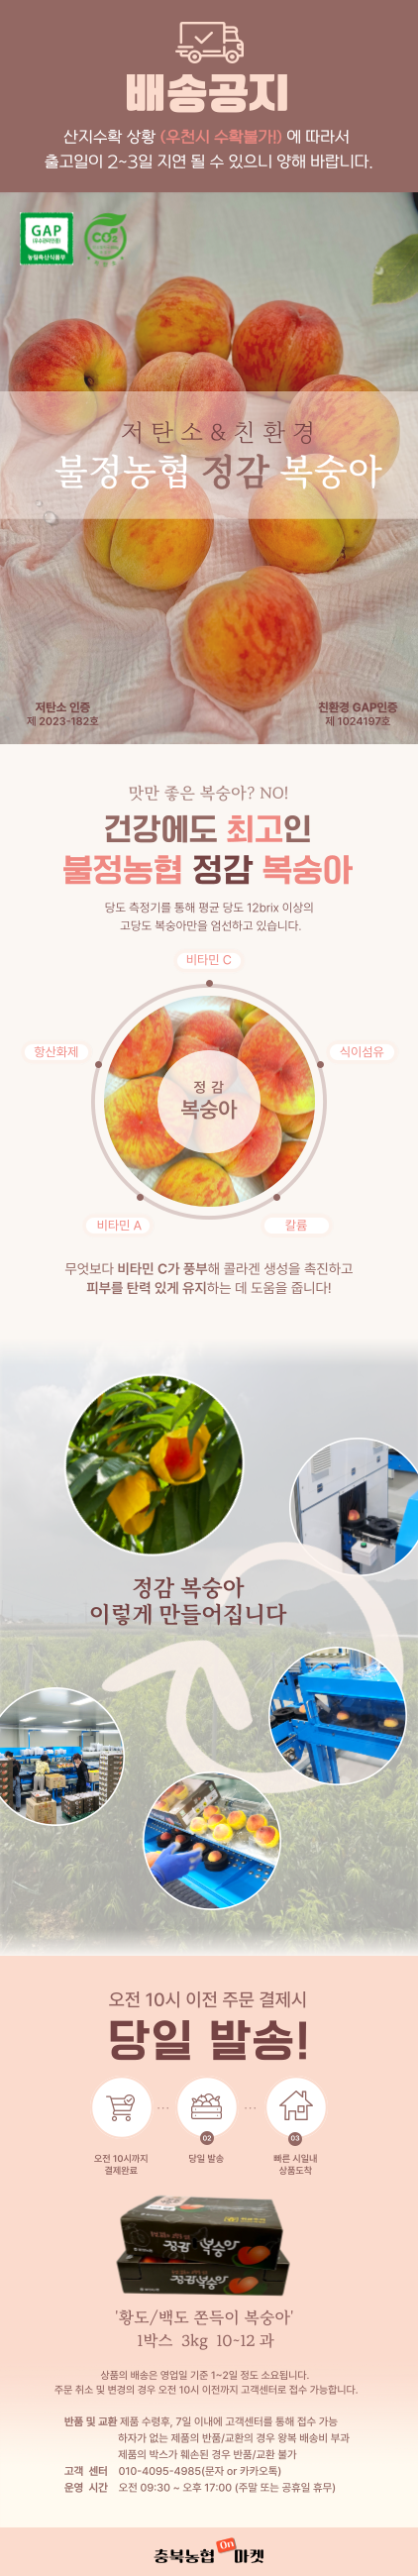 배송공지
산지수확 상황 (우천시 수확불가!) 에 따라서
출고일이 2~3일 지연 될 수 있으니 양해 바랍니다.
GAP
(우수관리인증)
농림축산식품부
CO2
저탄소&친환경
불정농협 정감 복숭아
저탄소 인증
제 2023-182호
친환경 GAP인증
제 1024197호
맛만 좋은 복숭아? NO!
건강에도 최고인
불정농협 정감 복숭아
당도 측정기를 통해 평균 당도 12brix 이상의
고당도 복숭아만을 엄선하고 있습니다.
비타민 C
항산화제
식이섬유
정감
복숭아
비타민 A
칼륨
무엇보다 비타민 C가 풍부해 콜라겐 생성을 촉진하고
피부를 탄력 있게 유지하는 데 도움을 줍니다!
정감 복숭아
이렇게 만들어집니다
오전 10시 이전 주문 결제시
당일 발송!
02
03
오전 10시까지
결제완료
당일 발송
빠른 시일내
상품도착
정감복숭아
'황도/백도 쫀득이 복숭아'
1박스 3kg 10~12 과
상품의 배송은 영업일 기준 1~2일 정도 소요됩니다.
주문 취소 및 변경의 경우 오전 10시 이전까지 고객센터로 접수 가능합니다.
반품 및 교환 제품 수령후, 7일 이내에 고객센터를 통해 접수 가능
하자가 없는 제품의 반품/교환의 경우 왕복 배송비 부과
제품의 박스가 훼손된 경우 반품/교환 불가
고객 센터 010-4095-4985(문자 or 카카오톡)
운영 시간 오전 09:30 ~ 오후 17:00 (주말 또는 공휴일 휴무)
충북농협 On 마켓